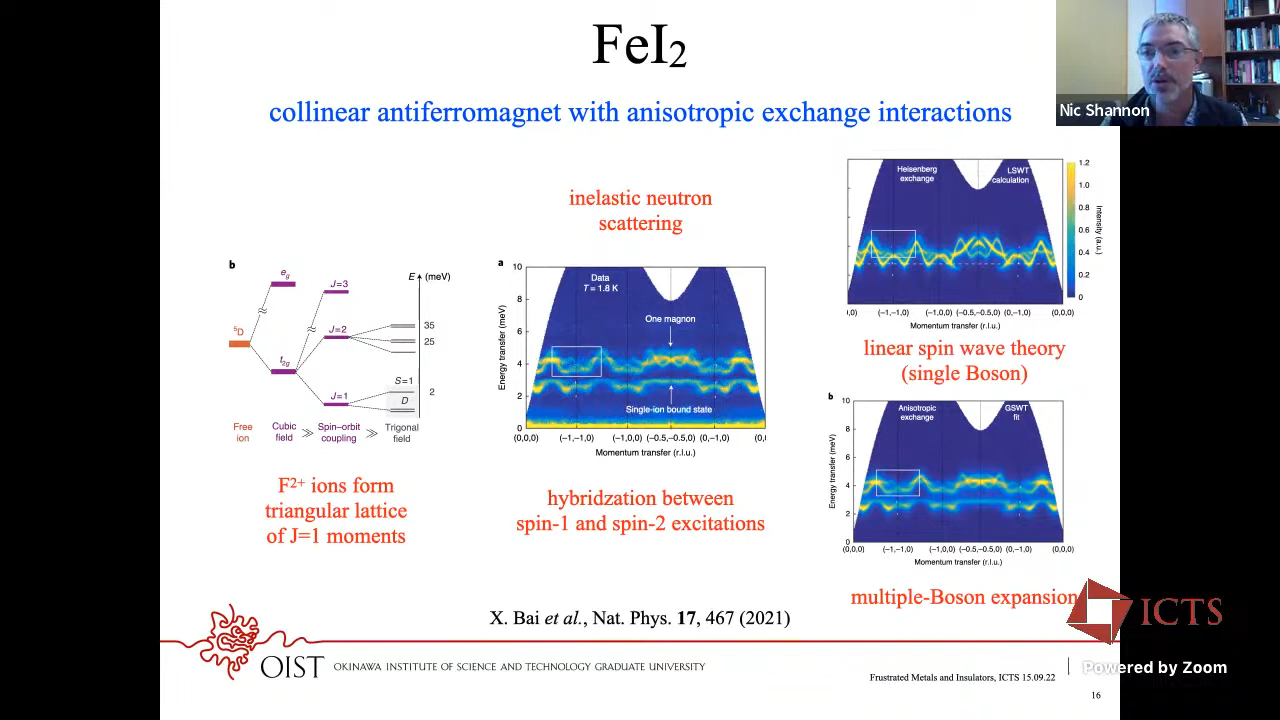 FeI₂
collinear antiferromagnet with anisotropic exchange interactions
Nic Shannon
inelastic neutron
scattering
b
⁵D
e_g
t_2g
J=3
J=2
J=1
E (meV)
35
25
S=1
2
D
Free
ion
Cubic
field
≫
Spin–orbit
coupling
≫
Trigonal
field
F²⁺ ions form
triangular lattice
of J=1 moments
a
Data
T = 1.8 K
One magnon
Single-ion bound state
Energy transfer (meV)
10
8
6
4
2
0
(0,0,0) (−1,−1,0) (−1,0,0) (−0.5,−0.5,0) (0,−1,0) (0,0,
Momentum transfer (r.l.u.)
hybridzation between
spin-1 and spin-2 excitations
Heisenberg
exchange
LSWT
calculation
1.2
1.0
0.8
0.6
0.4
0.2
0
Intensity (a.u.)
,0) (−1,−1,0) (−1,0,0) (−0.5,−0.5,0) (0,−1,0) (0,0,0)
Momentum transfer (r.l.u.)
linear spin wave theory
(single Boson)
b
Anisotropic
exchange
GSWT
fit
Energy transfer (meV)
10
8
6
4
2
0
(0,0,0) (−1,−1,0) (−1,0,0) (−0.5,−0.5,0) (0,−1,0) (0,0,0)
Momentum transfer (r.l.u.)
multiple-Boson expansion
X. Bai et al., Nat. Phys. 17, 467 (2021)
ICTS
OIST
OKINAWA INSTITUTE OF SCIENCE AND TECHNOLOGY GRADUATE UNIVERSITY
Powered by Zoom
Frustrated Metals and Insulators, ICTS 15.09.22
16